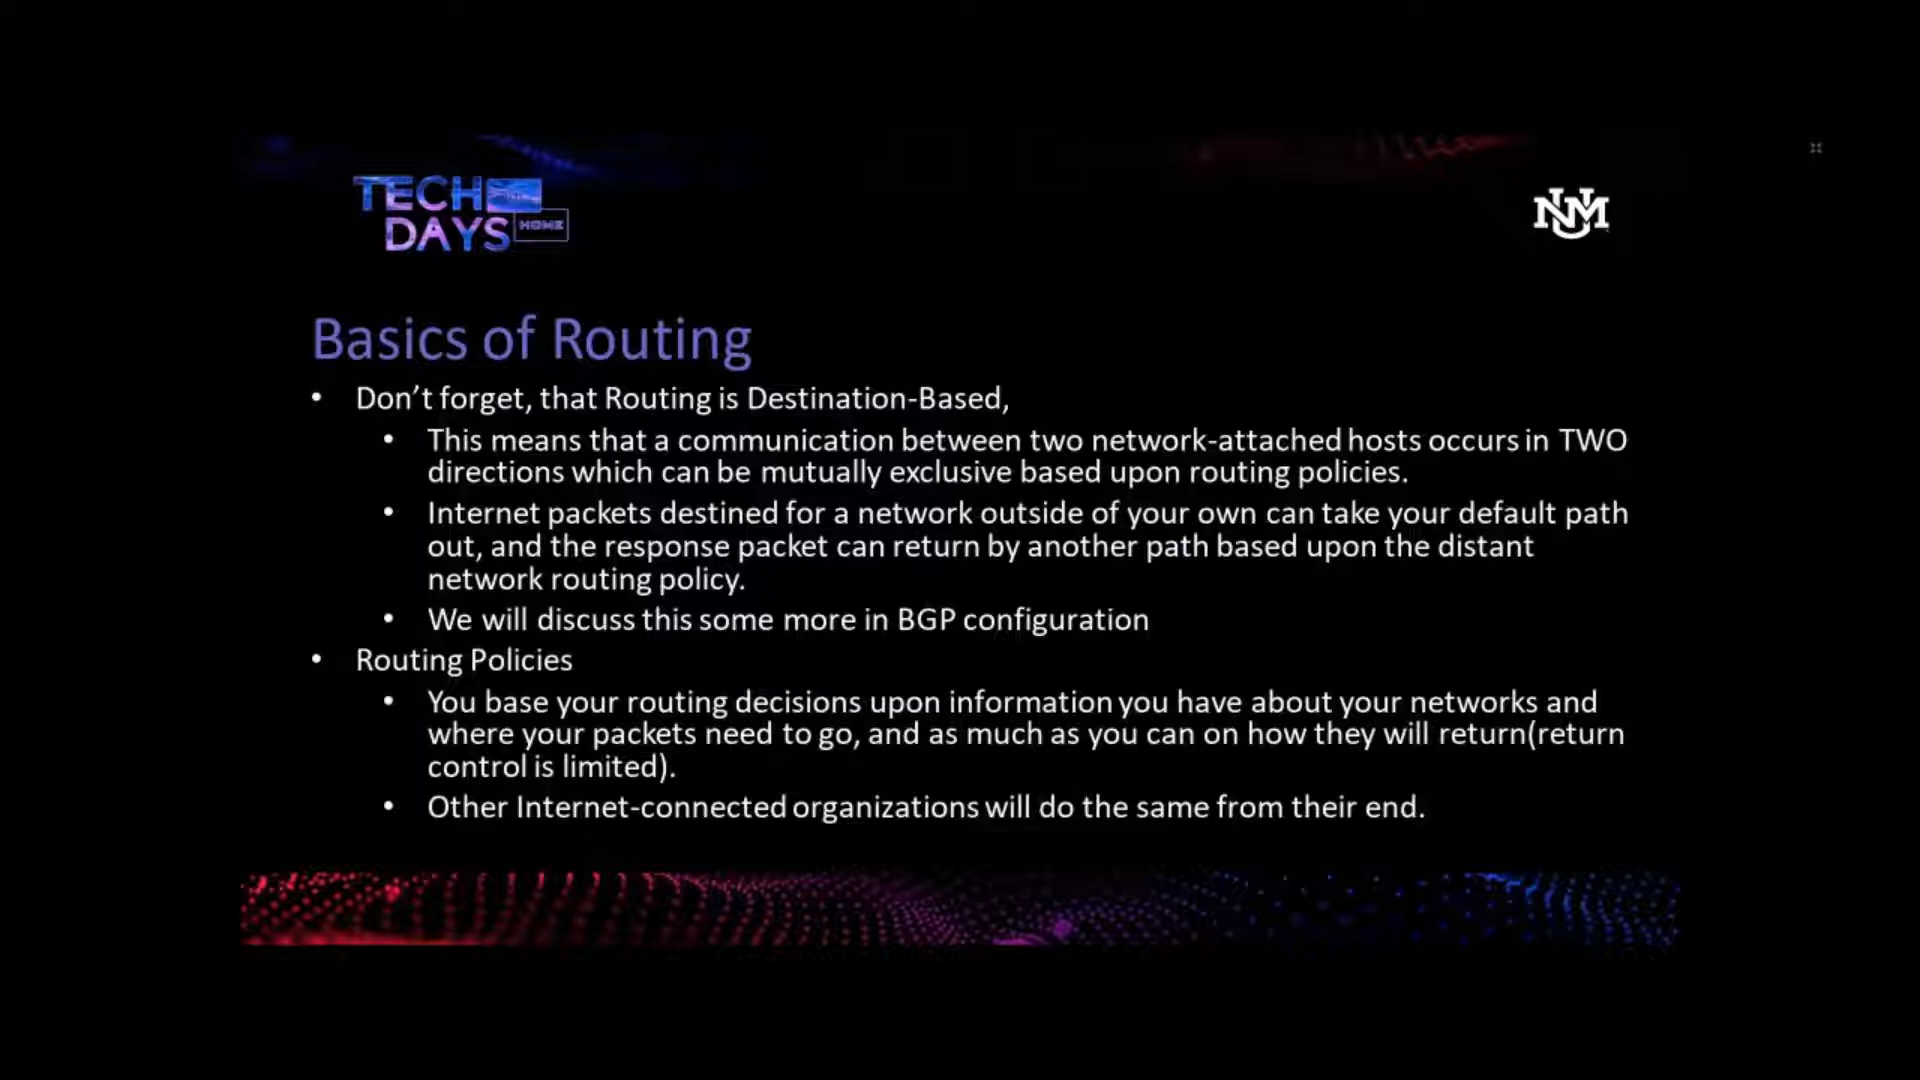 TECH
DAYS HOME
UNM
Basics of Routing
• Don’t forget, that Routing is Destination-Based,
• This means that a communication between two network-attached hosts occurs in TWO
directions which can be mutually exclusive based upon routing policies.
• Internet packets destined for a network outside of your own can take your default path
out, and the response packet can return by another path based upon the distant
network routing policy.
• We will discuss this some more in BGP configuration
• Routing Policies
• You base your routing decisions upon information you have about your networks and
where your packets need to go, and as much as you can on how they will return(return
control is limited).
• Other Internet-connected organizations will do the same from their end.